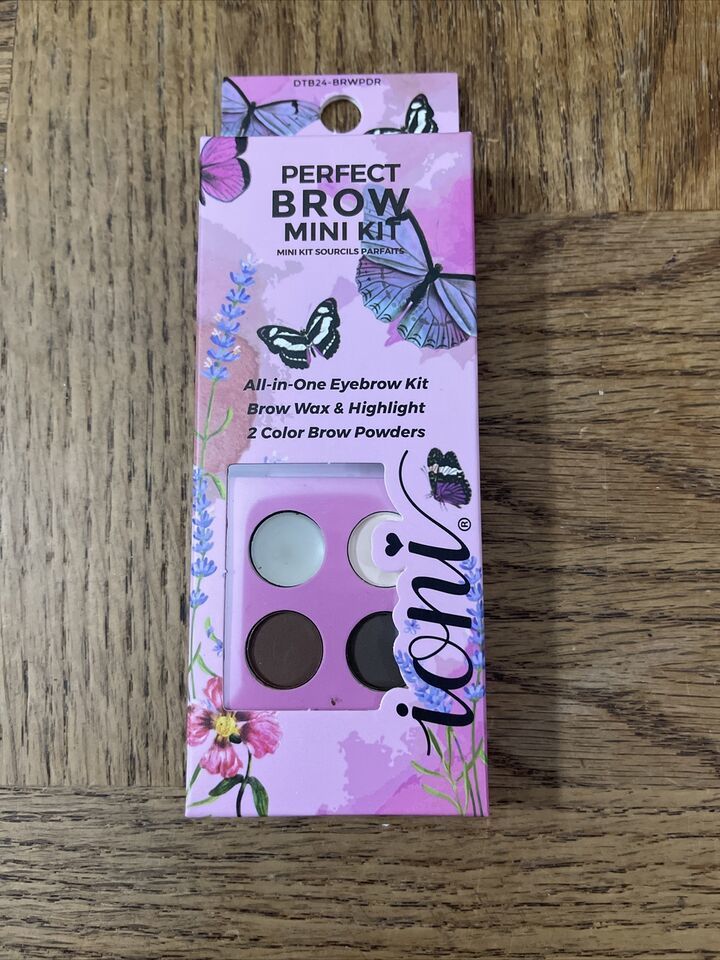 DTB24-BRWPDR
PERFECT
BROW
MINI KIT
MINI KIT SOURCILS PARFAITS
All-in-One Eyebrow Kit
Brow Wax & Highlight
2 Color Brow Powders
ioni®